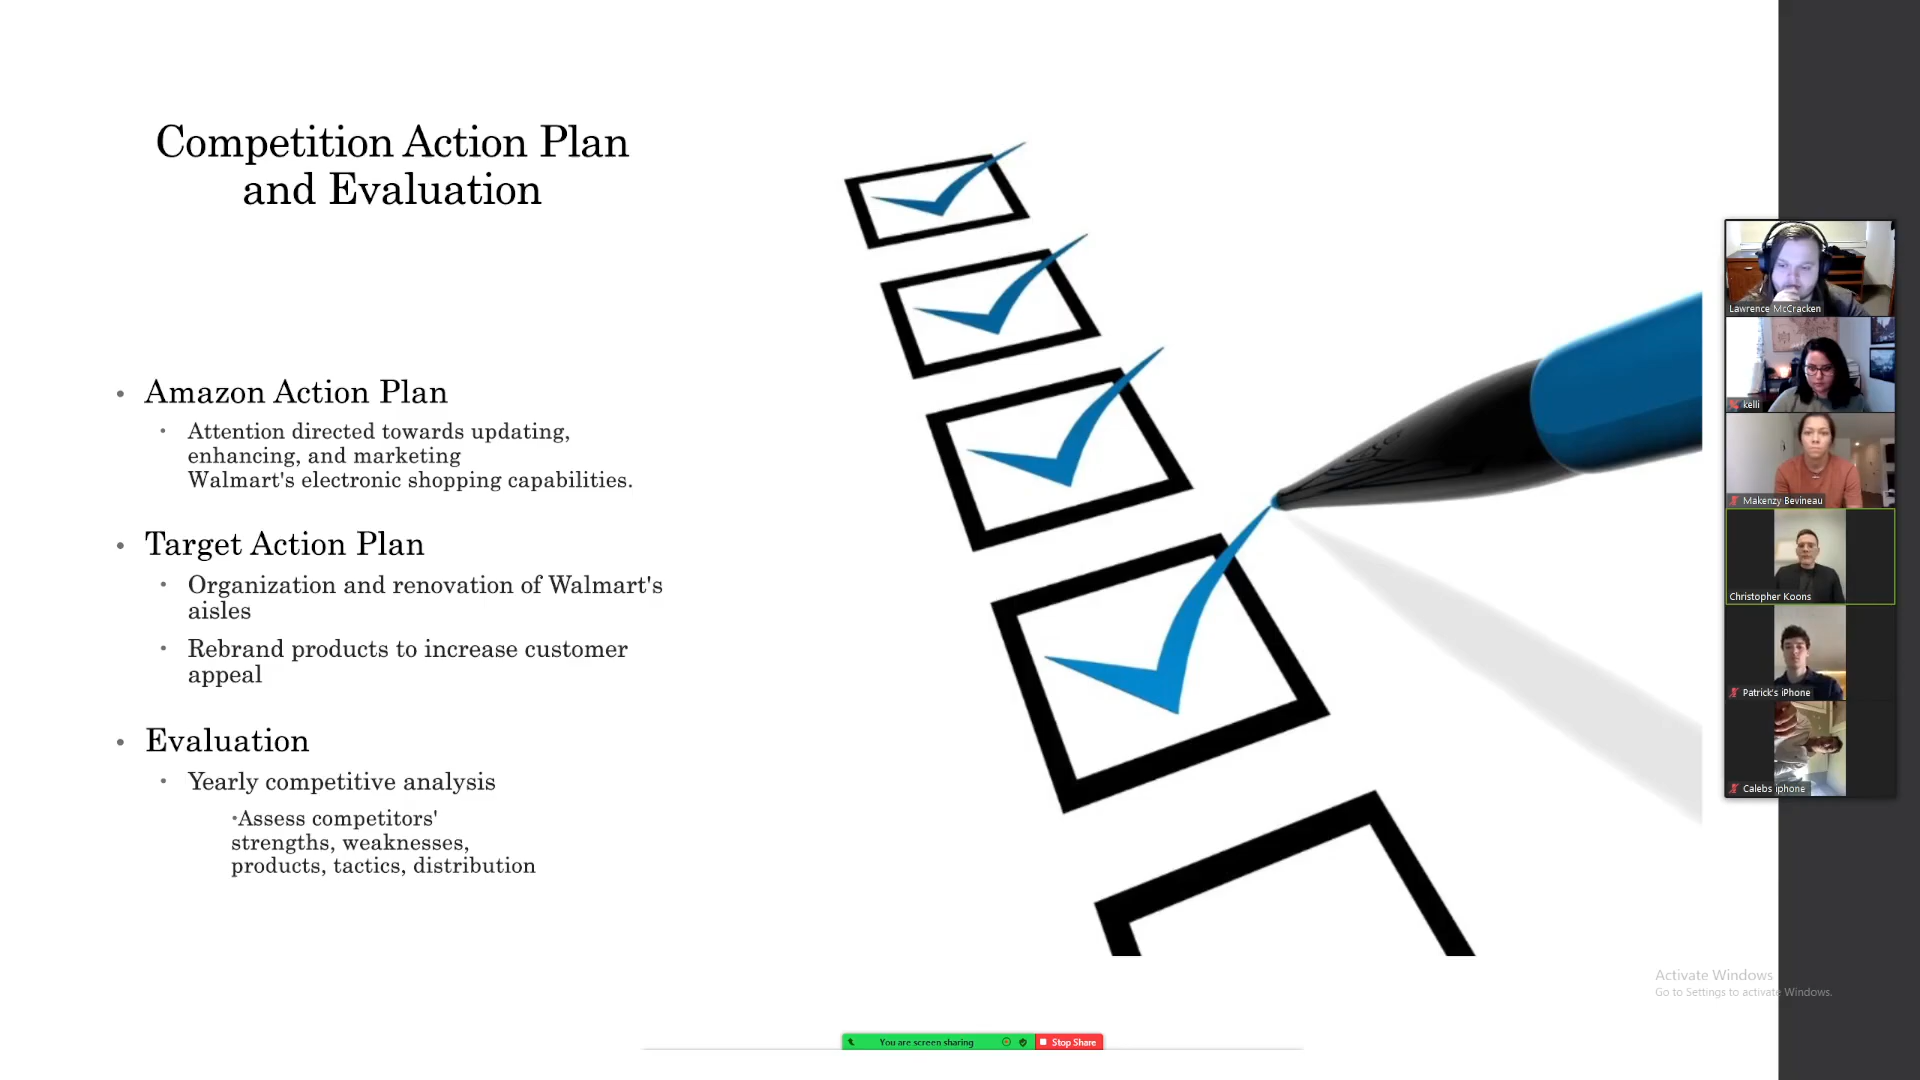 Competition Action Plan
and Evaluation
• Amazon Action Plan
• Attention directed towards updating,
enhancing, and marketing
Walmart's electronic shopping capabilities.
• Target Action Plan
• Organization and renovation of Walmart's
aisles
• Rebrand products to increase customer
appeal
• Evaluation
• Yearly competitive analysis
•Assess competitors'
strengths, weaknesses,
products, tactics, distribution
Lawrence McCracken
kelli
Makenzy Bevineau
Christopher Koons
Patrick's iPhone
Calebs iphone
Activate Windows
Go to Settings to activate Windows.
You are screen sharing
Stop Share